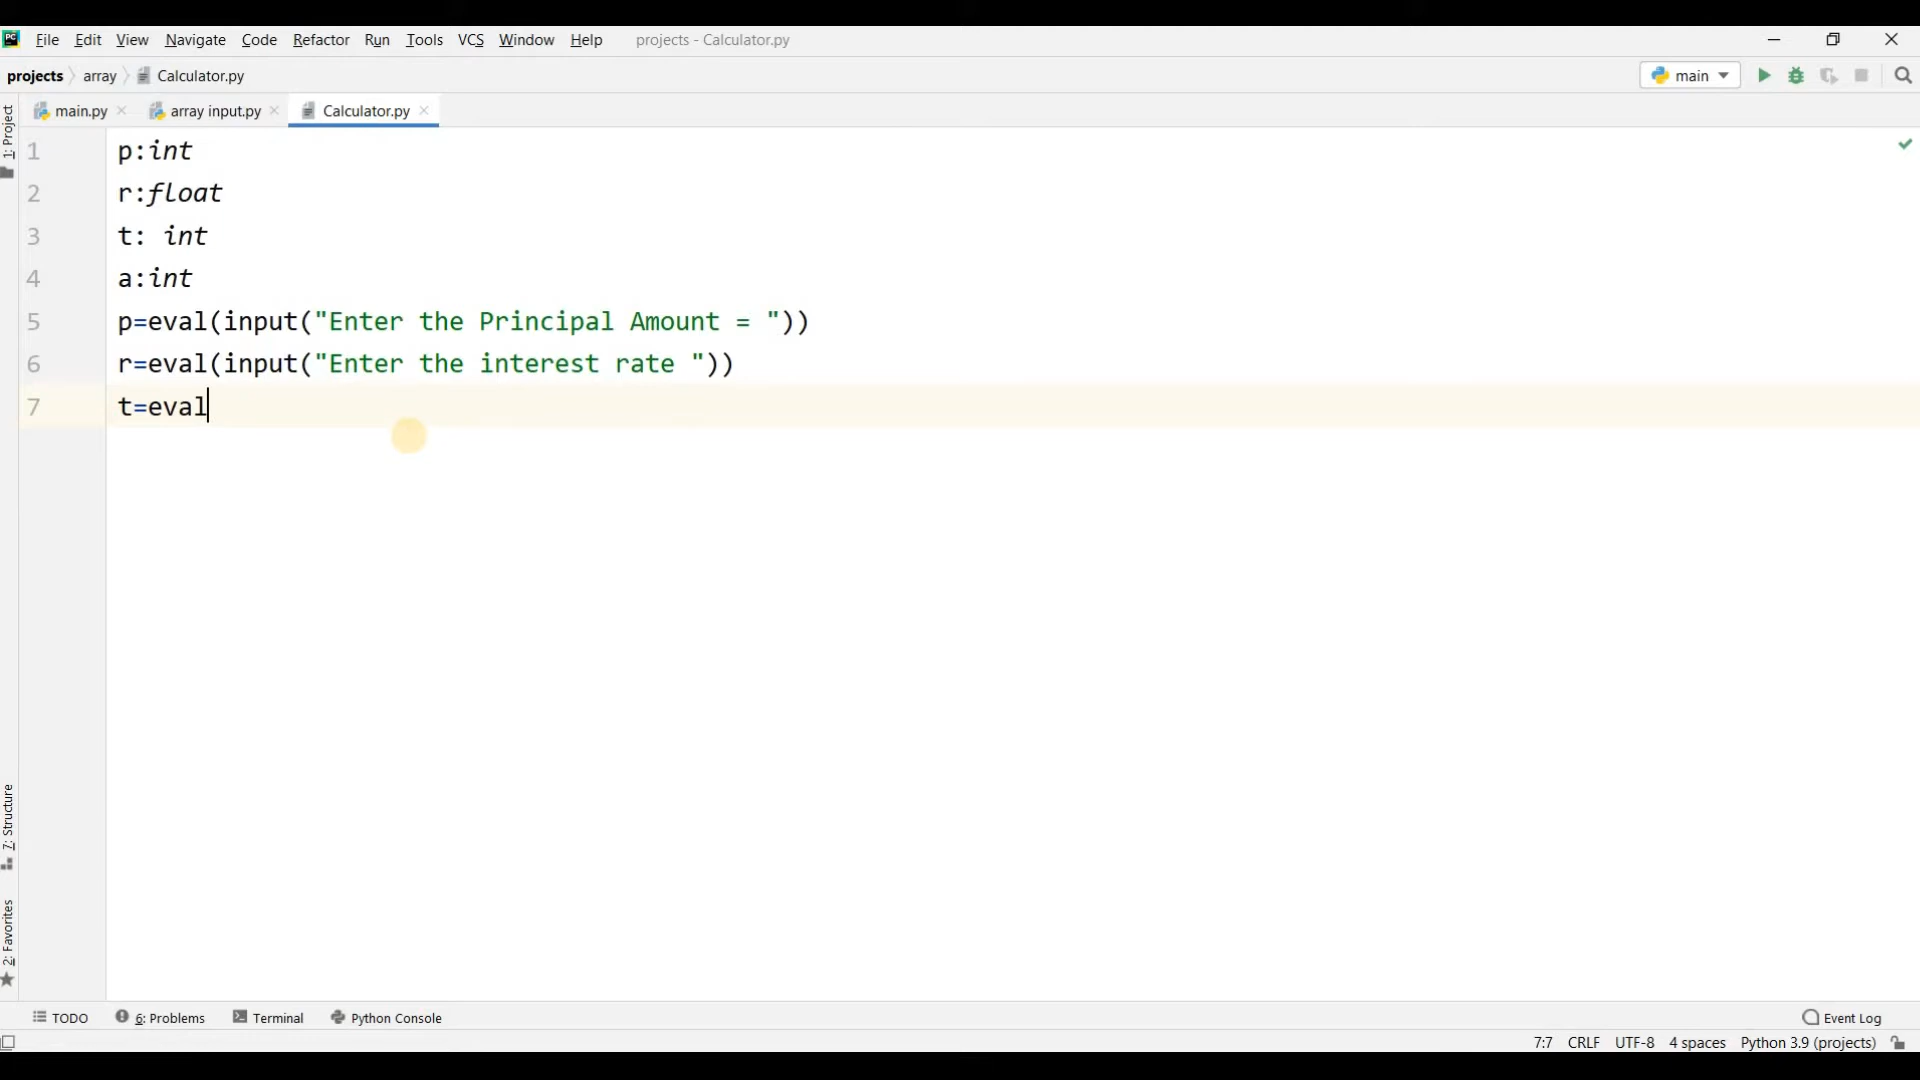 File Edit View Navigate Code Refactor Run Tools VCS Window Help projects - Calculator.py
projects array Calculator.py main
main.py array input.py Calculator.py
1: Project
1 p:int
2 r:float
3 t: int
4 a:int
5 p=eval(input("Enter the Principal Amount = "))
6 r=eval(input("Enter the interest rate "))
7 t=eval
7: Structure
2: Favorites
TODO 6: Problems Terminal Python Console Event Log
7:7 CRLF UTF-8 4 spaces Python 3.9 (projects)